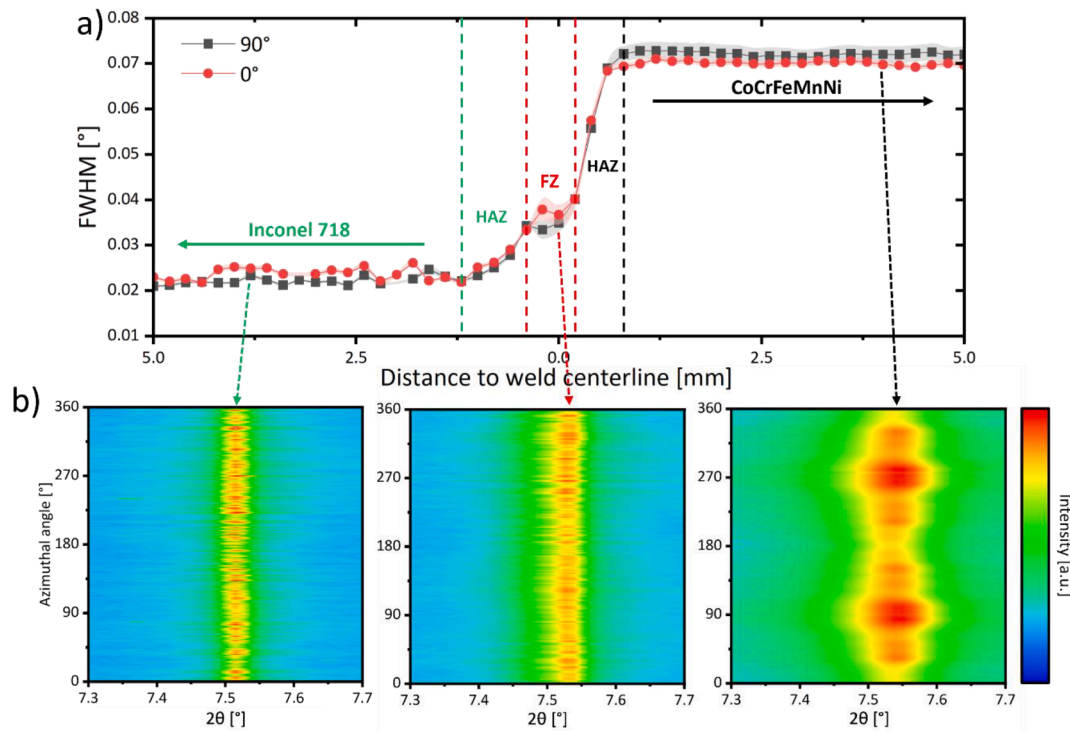 a)
90°
0°
FWHM [°]
0.08
0.07
0.06
0.05
0.04
0.03
0.02
0.01
Inconel 718
HAZ
FZ
HAZ
CoCrFeMnNi
5.0 2.5 0.0 2.5 5.0
Distance to weld centerline [mm]
b)
Azimuthal angle [°]
360
270
180
90
0
7.3 7.5 7.6 7.7
2θ [°]
360
270
180
90
0
7.3 7.4 7.5 7.6 7.7
2θ [°]
360
270
180
90
0
7.3 7.4 7.5 7.6 7.7
2θ [°]
Intensity [a.u.]